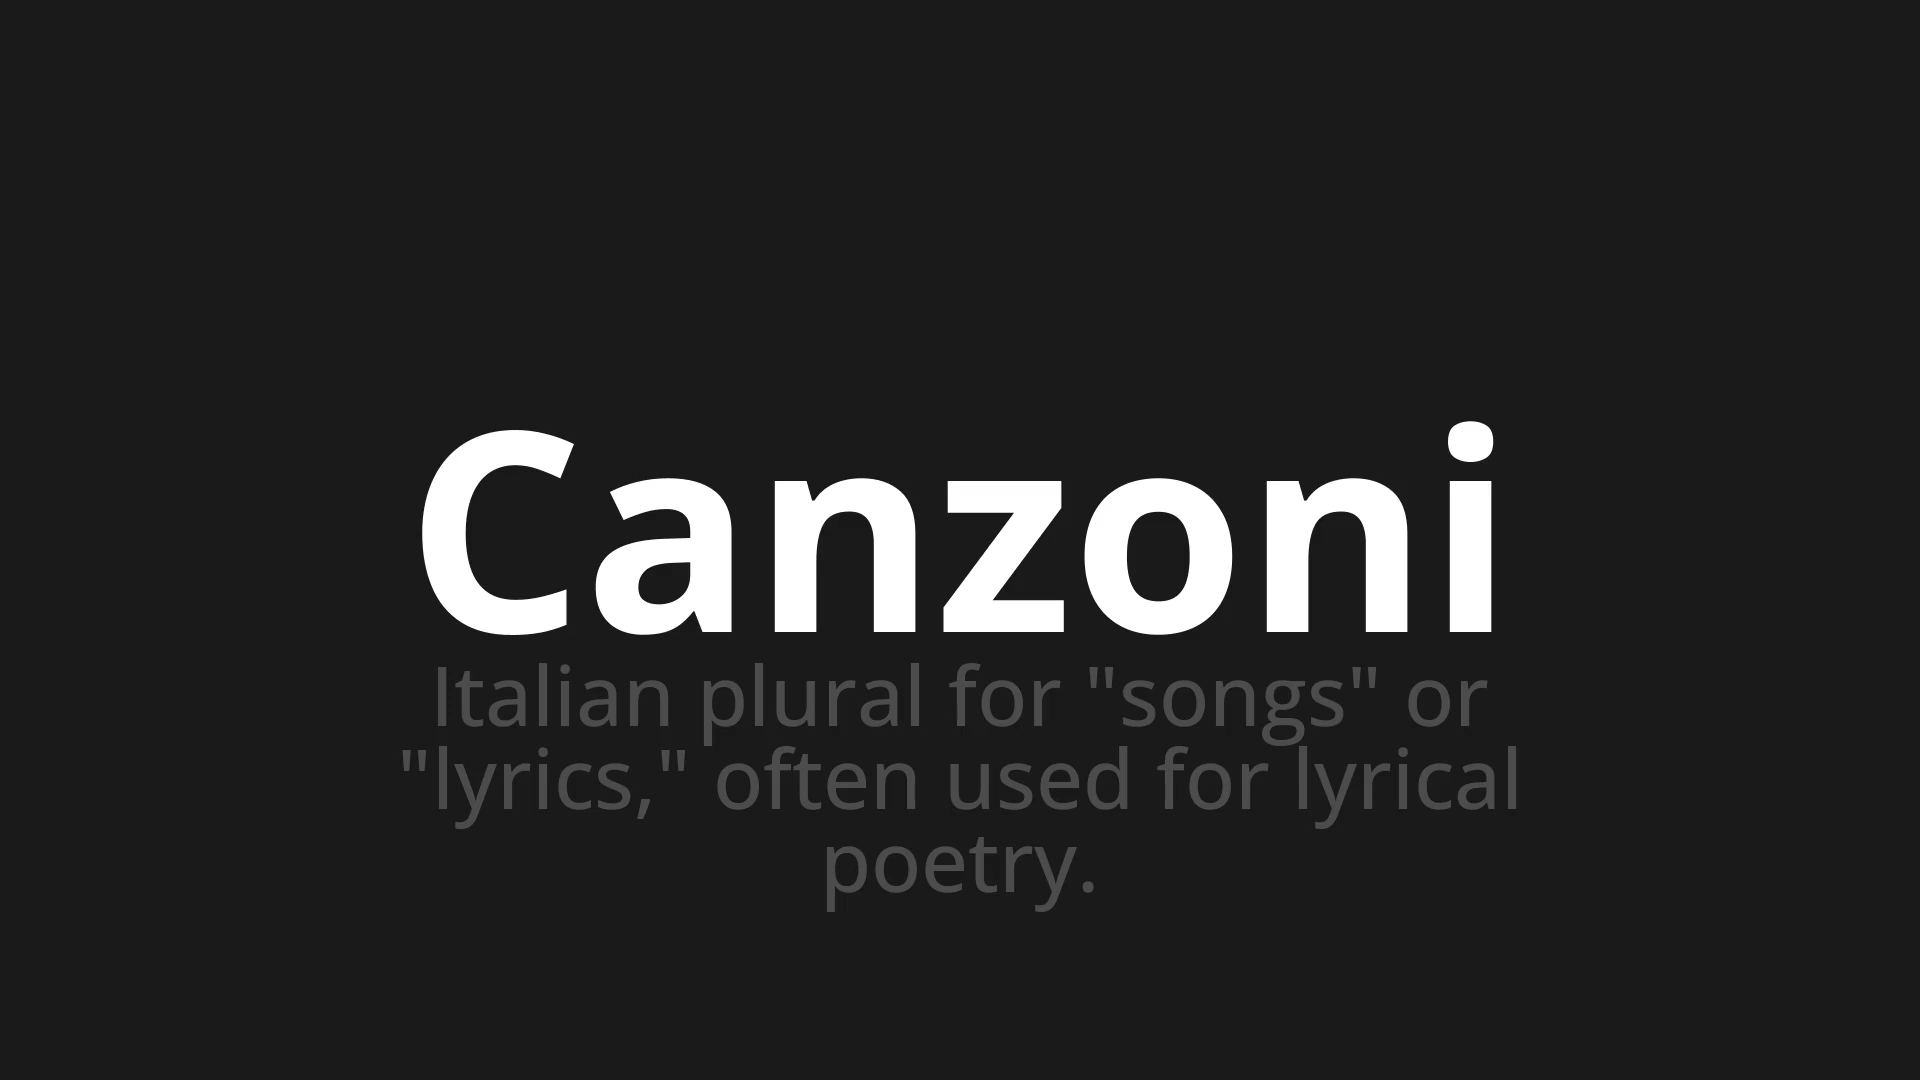 Canzoni
Italian plural for "songs" or
"lyrics," often used for lyrical
poetry.